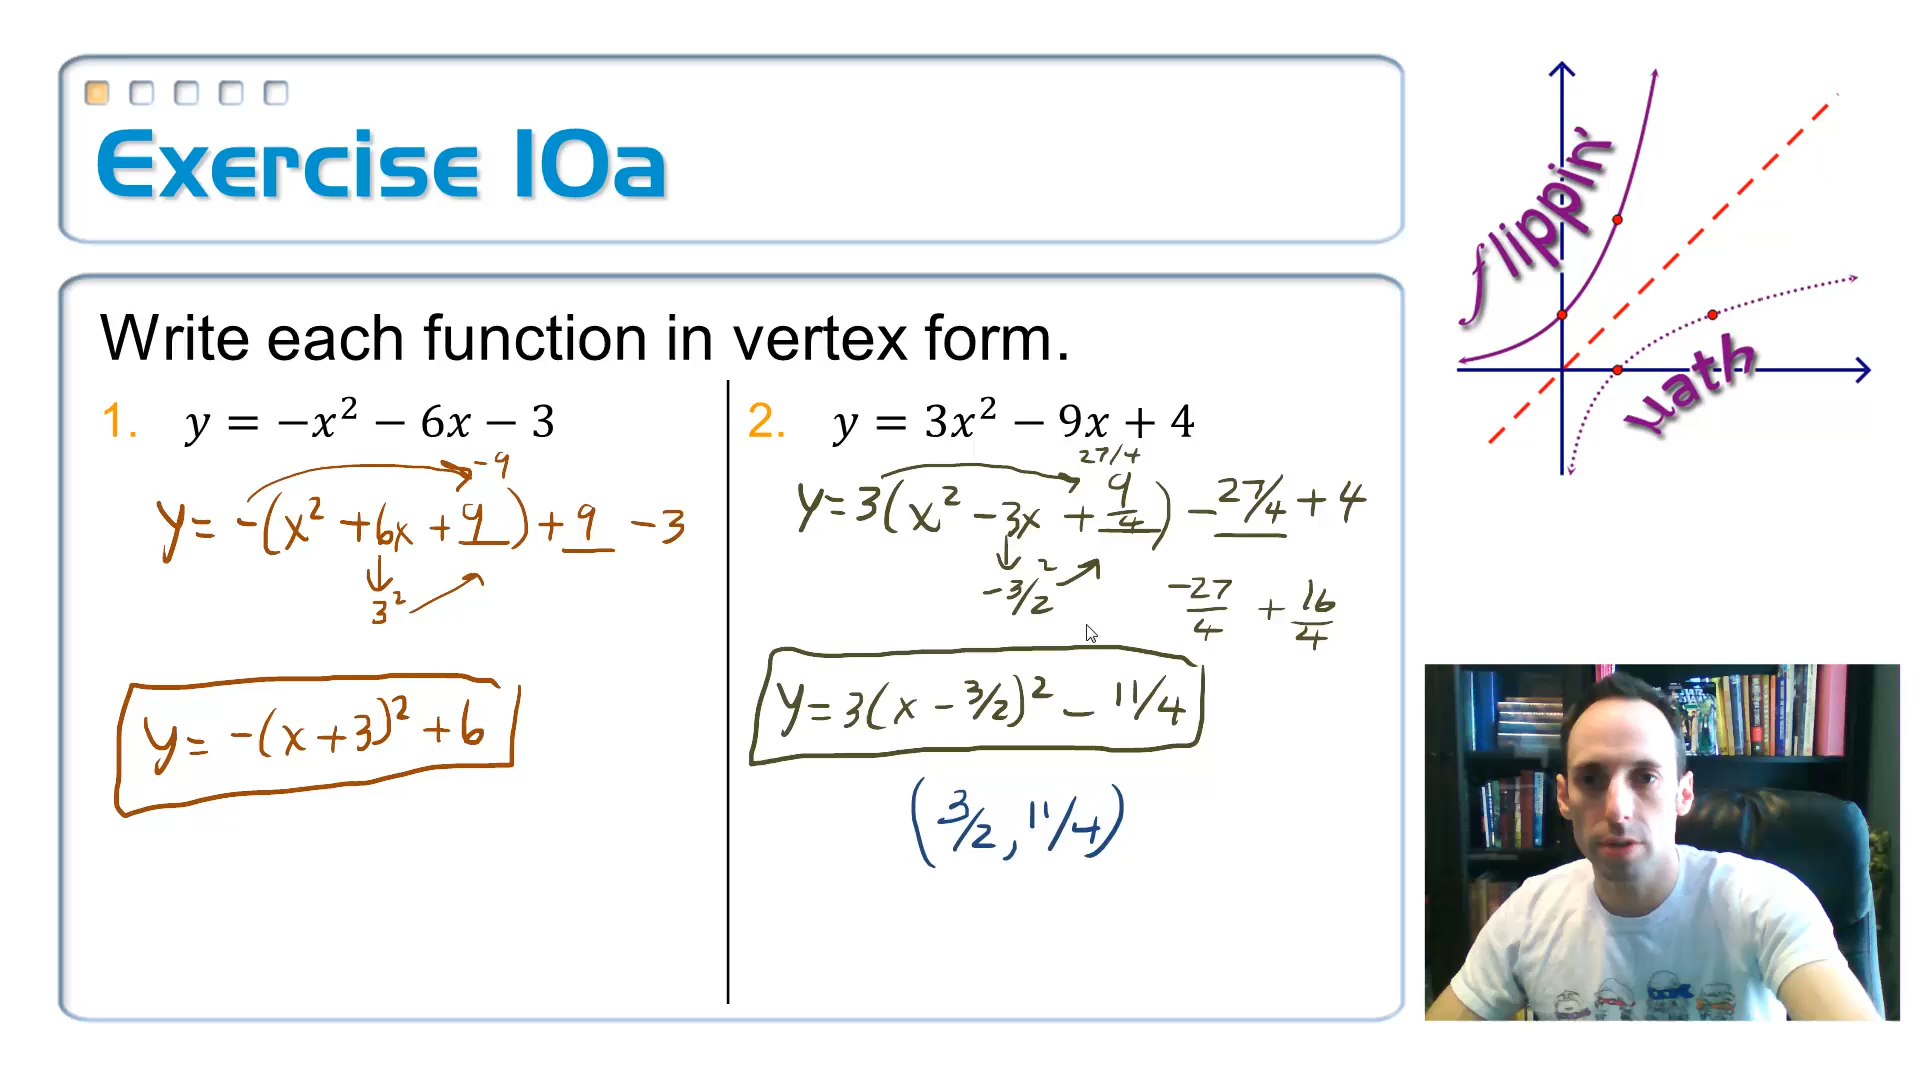 Exercise 10a
Write each function in vertex form.
1. y = −x² − 6x − 3
-9
y = -(x² + 6x + 9) + 9 - 3
3²
y = -(x + 3)² + 6
2. y = 3x² − 9x + 4
27/4
y = 3(x² - 3x + 9/4) - 27/4 + 4
-3/2²
-27/4 + 16/4
y = 3(x - 3/2)² - 11/4
(3/2, 11/4)
flippin'
math